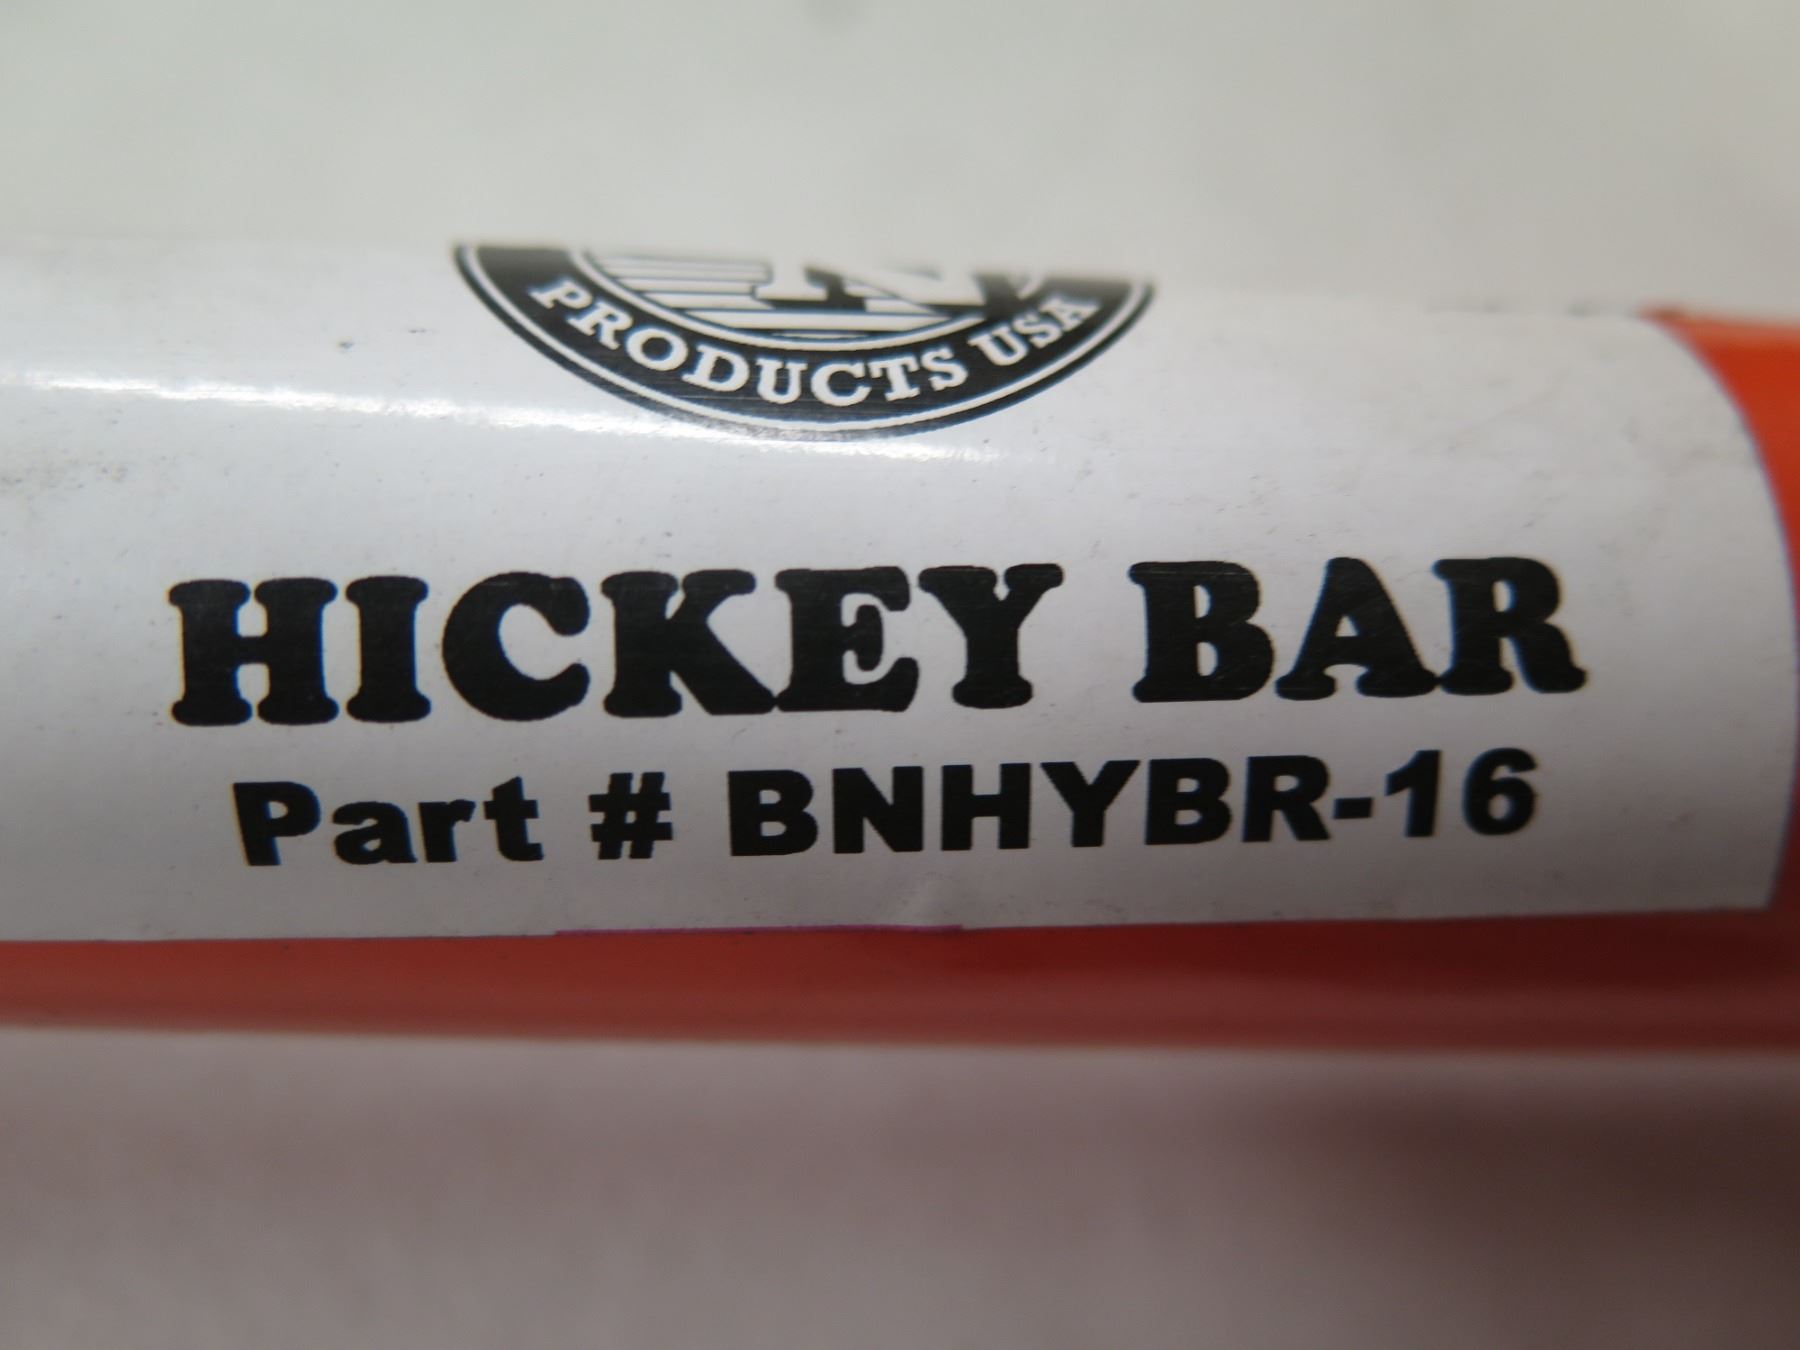 PRODUCTS USA
HICKEY BAR
Part # BNHYBR-16